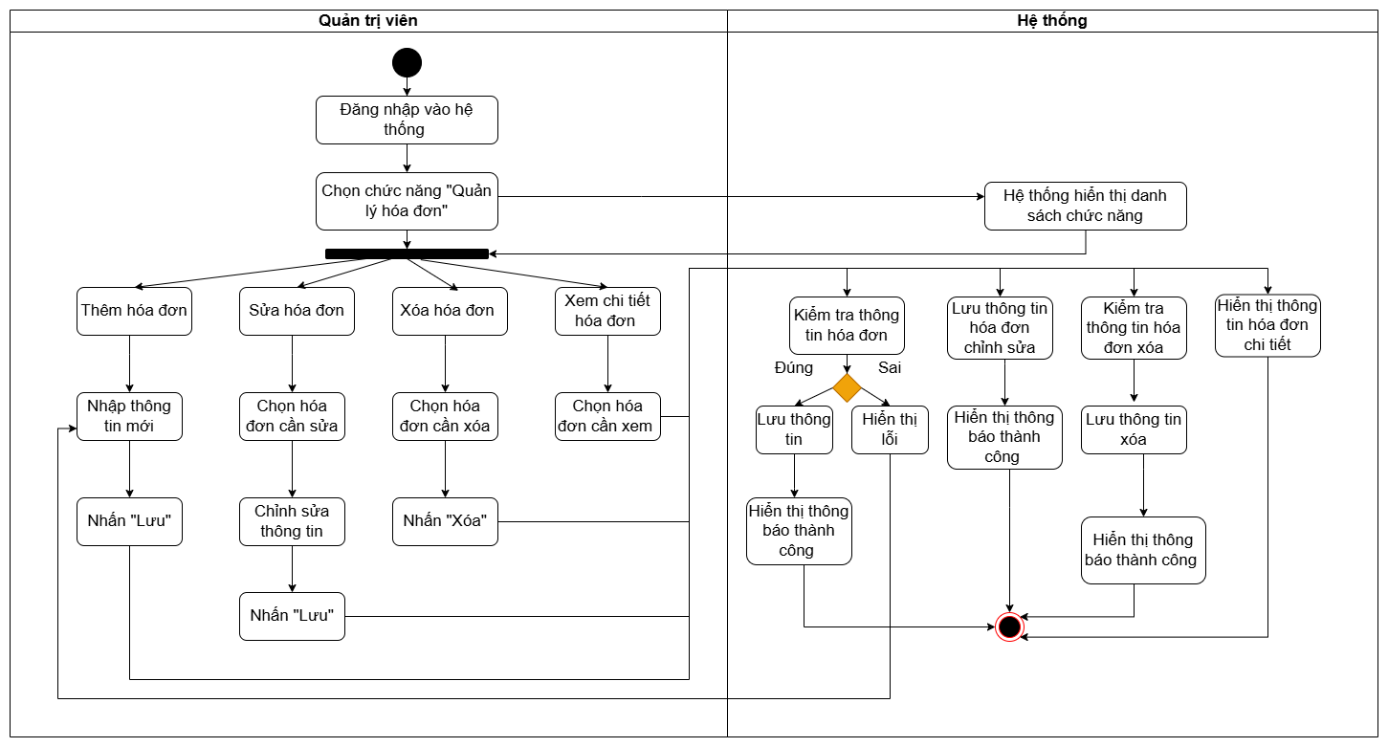 Quản trị viên
Hệ thống
Đăng nhập vào hệ
thống
Chọn chức năng "Quản
lý hóa đơn"
Hệ thống hiển thị danh
sách chức năng
Thêm hóa đơn
Sửa hóa đơn
Xóa hóa đơn
Xem chi tiết
hóa đơn
Kiểm tra thông
tin hóa đơn
Lưu thông tin
hóa đơn
chỉnh sửa
Kiểm tra
thông tin hóa
đơn xóa
Hiển thị thông
tin hóa đơn
chi tiết
Đúng
Sai
Nhập thông
tin mới
Chọn hóa
đơn cần sửa
Chọn hóa
đơn cần xóa
Chọn hóa
đơn cần xem
Lưu thông
tin
Hiển thị
lỗi
Hiển thị thông
báo thành
công
Lưu thông tin
xóa
Nhấn "Lưu"
Chỉnh sửa
thông tin
Nhấn "Xóa"
Hiển thị thông
báo thành
công
Hiển thị thông
báo thành công
Nhấn "Lưu"